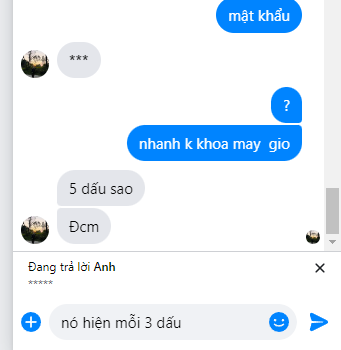 mật khẩu
***
?
nhanh k khoa may gio
5 dấu sao
Đcm
Đang trả lời Anh
*****
nó hiện mỗi 3 dấu